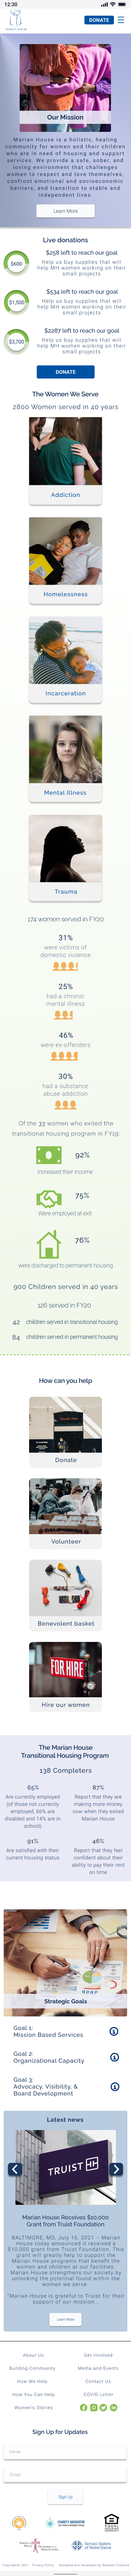 12:30
MARIAN HOUSE
DONATE
Our Mission
Marian House is a holistic, healing
community for women and their children
who are in need of housing and support
services. We provide a safe, sober, and
loving environment that challenges
women to respect and love themselves,
confront emotional and socioeconomic
barriers, and transition to stable and
independent lives.
Learn More
Live donations
$600
$258 left to reach our goal
Help us buy supplies that will
help MH women working on their
small projects
$1,500
$534 left to reach our goal
Help us buy supplies that will
help MH women working on their
small projects
$3,700
$2287 left to reach our goal
Help us buy supplies that will
help MH women working on their
small projects
DONATE
The Women We Serve
2800 Women served in 40 years
Addiction
Homelessness
Incarceration
Mental Illness
Trauma
174 women served in FY20
31%
were victims of
domestic violence
25%
had a chronic
mental illness
46%
were ex-offenders
30%
had a substance
abuse addiction
Of the 33 women who exited the
transitional housing program in FY19:
92%
increased their income
75%
Were employed at exit
76%
were discharged to permanent housing
900 Children served in 40 years
126 served in FY20
42 children served in transitional housing
84 children served in permanent housing
How can you help
Donate
Volunteer
Benevolent basket
FOR HIRE
Hire our women
The Marian House
Transitional Housing Program
138 Completers
65%
Are currently employed
(of those not currently
employed, 66% are
disabled and 14% are in
school).
87%
Report that they are
making more money
now when they exited
Marian House
91%
Are satisfied with their
current housing status
46%
Report that they feel
confident about their
ability to pay their rent
on time.
Strategic Goals
Goal 1:
Mission Based Services
Goal 2:
Organizational Capacity
Goal 3:
Advocacy, Visibility, &
Board Development
Latest news
TRUIST
Marian House Receives $10,000
Grant from Truist Foundation
BALTIMORE, MD, July 16, 2021 – Marian
House today announced it received a
$10,000 grant from Truist Foundation. This
grant will greatly help to support the
many programs that benefit the women
and children at our facilities. Marian
House strengthens our society by
unlocking the potential found within the
women we serve.
"Marian House is grateful to Truist for their
support of our mission...
Learn More
About Us
Get Involved
Building Community
Media and Events
How We Help
Contact Us
How You Can Help
COVID Letter
Women's Stories
Sign Up for Updates
Name
Email
Sign Up
CHARITY NAVIGATOR
School Sisters
of Notre Dame
Copyright© 2021 Privacy Policy